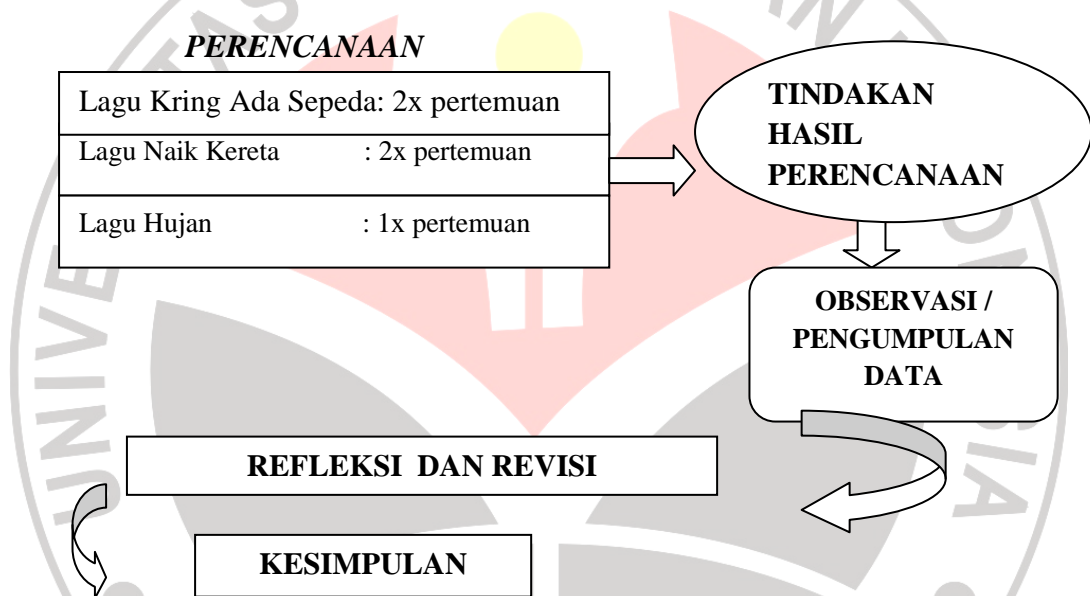 PERENCANAAN
Lagu Kring Ada Sepeda: 2x pertemuan
Lagu Naik Kereta : 2x pertemuan
Lagu Hujan : 1x pertemuan
TINDAKAN
HASIL
PERENCANAAN
OBSERVASI /
PENGUMPULAN
DATA
REFLEKSI DAN REVISI
KESIMPULAN